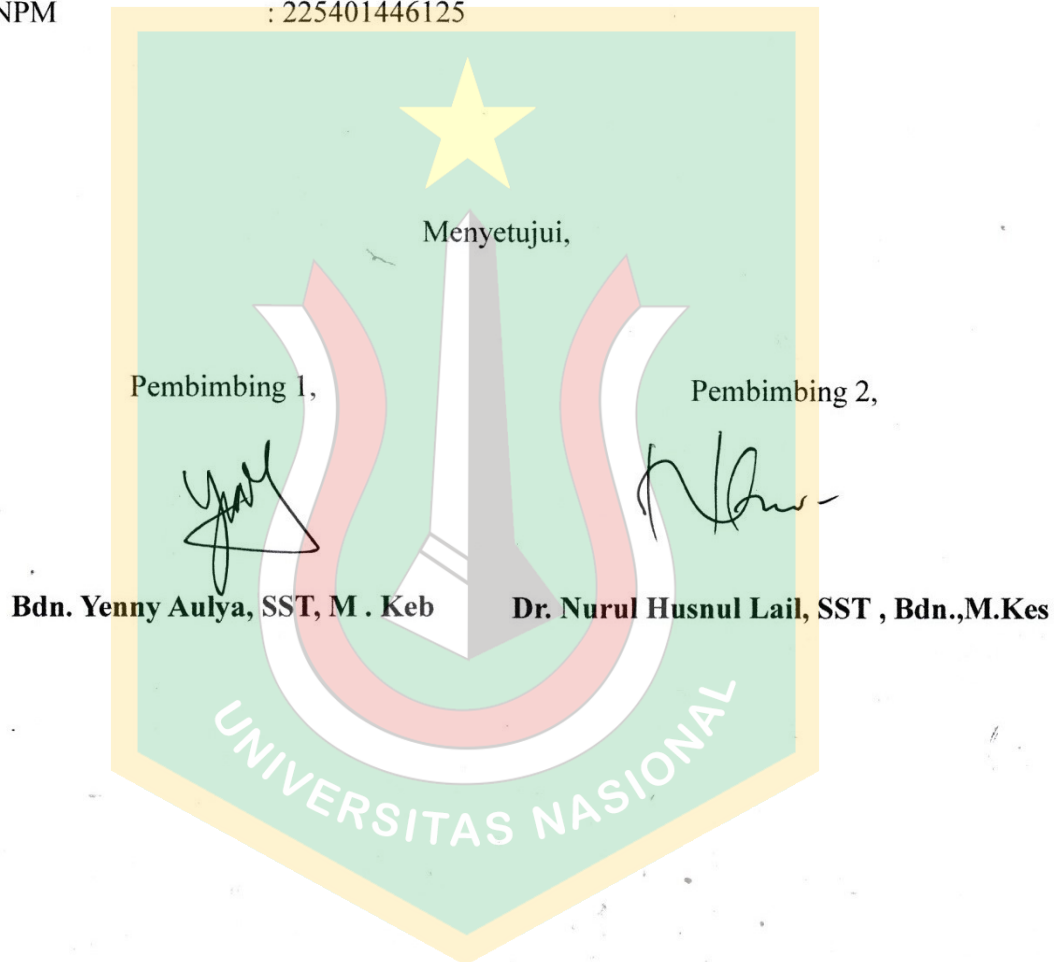 NPM : 225401446125
Menyetujui,
Pembimbing 1,
Pembimbing 2,
Bdn. Yenny Aulya, SST, M . Keb
Dr. Nurul Husnul Lail, SST , Bdn.,M.Kes
UNIVERSITAS NASIONAL